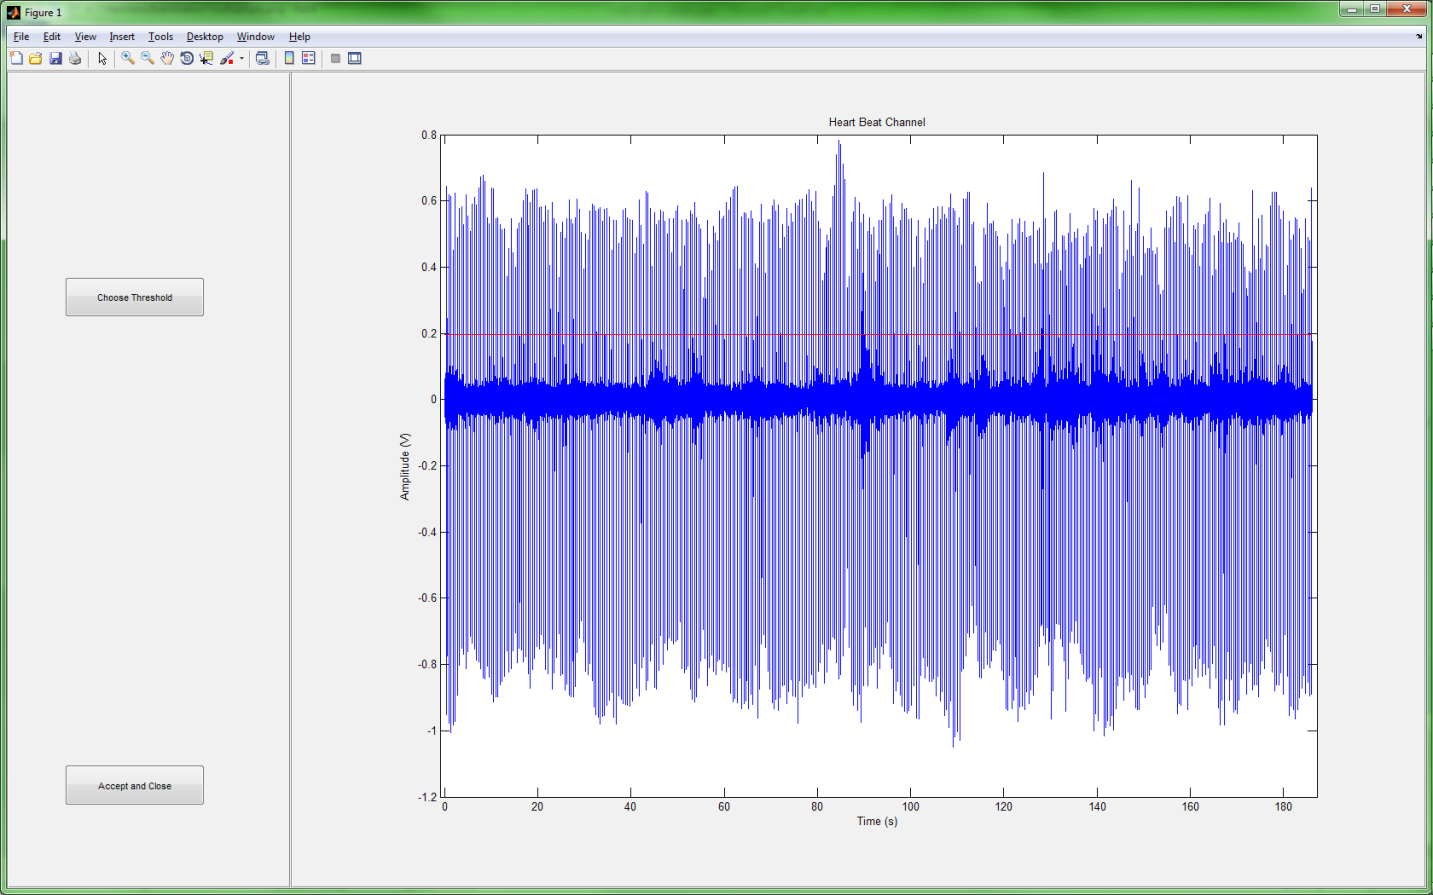 Figure 1
File Edit View Insert Tools Desktop Window Help
Choose Threshold
Accept and Close
Heart Beat Channel
Amplitude (V)
0.8
0.6
0.4
0.2
0
-0.2
-0.4
-0.6
-0.8
-1
-1.2
0 20 40 60 80 100 120 140 160 180
Time (s)